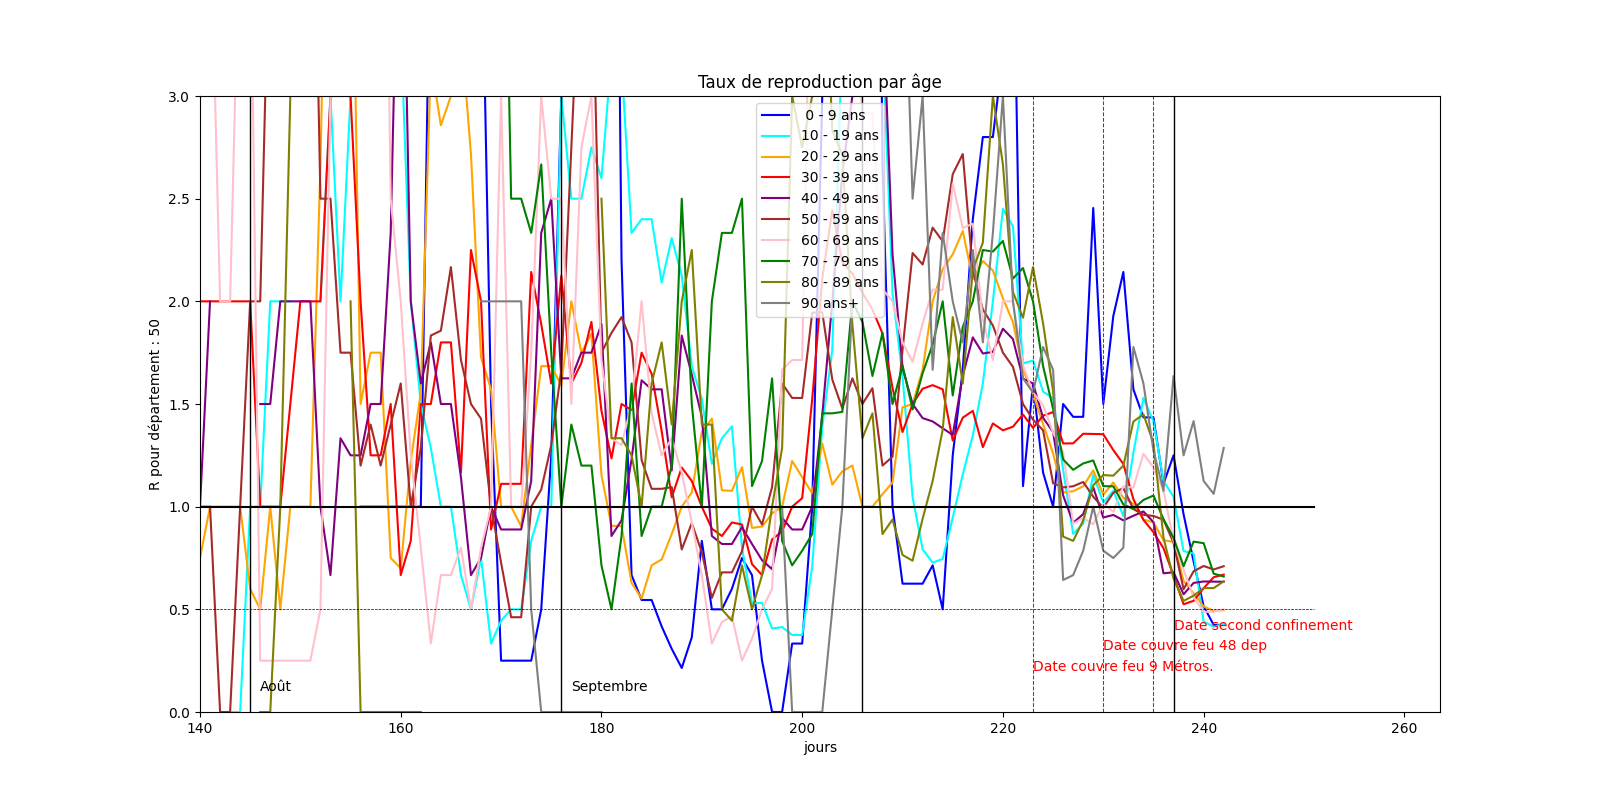 Taux de reproduction par âge
R pour département : 50
3.0
2.5
2.0
1.5
1.0
0.5
0.0
0 - 9 ans
10 - 19 ans
20 - 29 ans
30 - 39 ans
40 - 49 ans
50 - 59 ans
60 - 69 ans
70 - 79 ans
80 - 89 ans
90 ans+
Date second confinement
Date couvre feu 48 dep
Date couvre feu 9 Métros.
Août
Septembre
140
160
180
200
220
240
260
jours